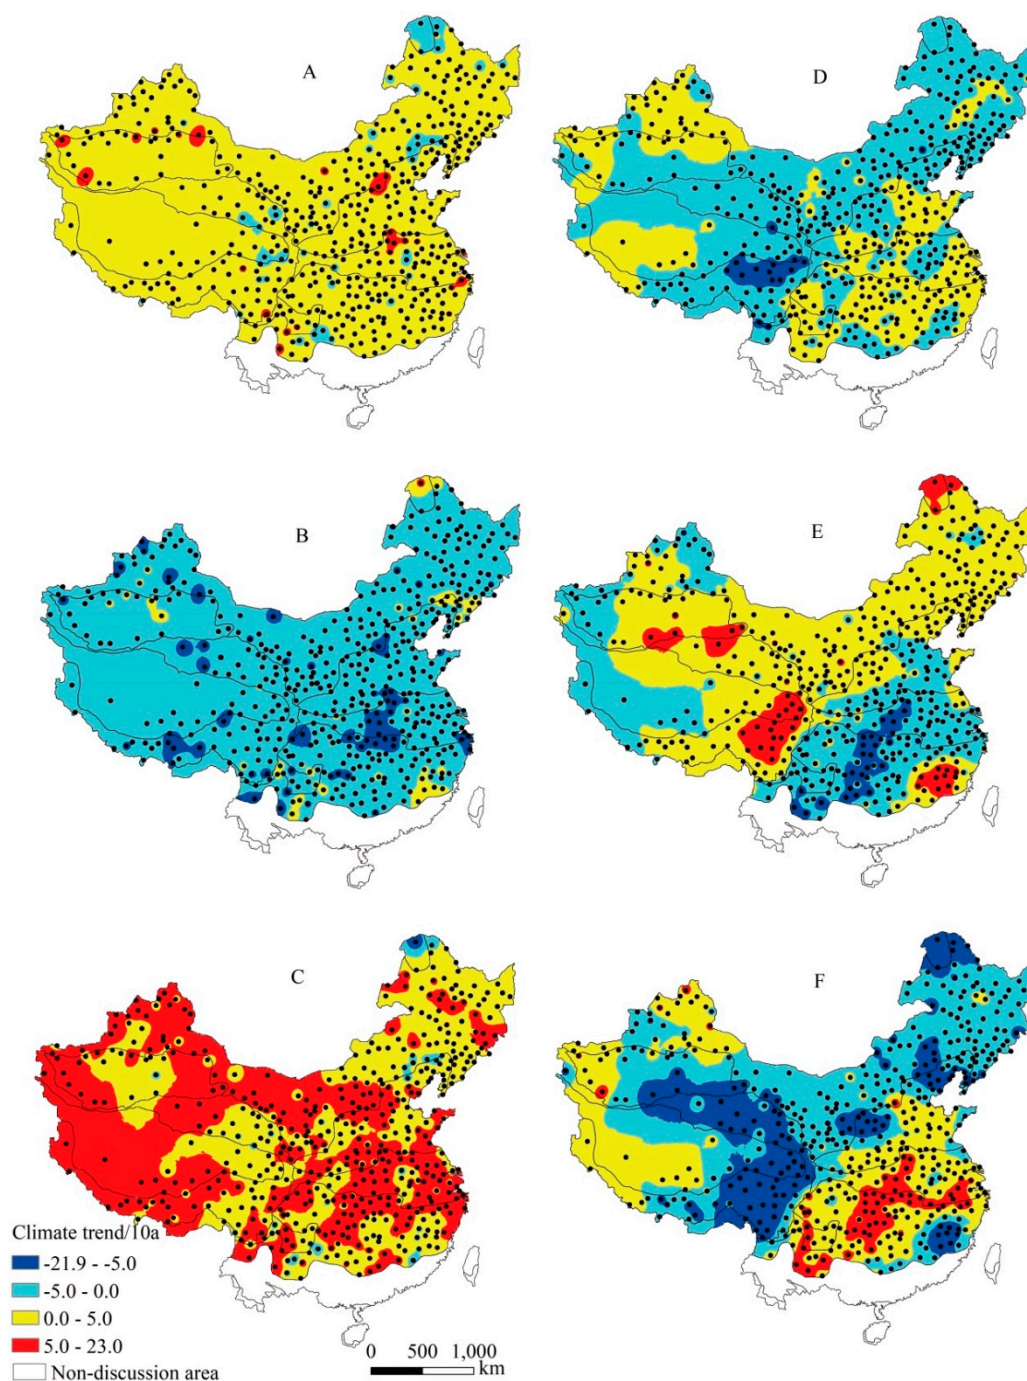 A
D
B
E
C
F
Climate trend/10a
-21.9 - -5.0
-5.0 - 0.0
0.0 - 5.0
5.0 - 23.0
Non-discussion area
0 500 1,000
km